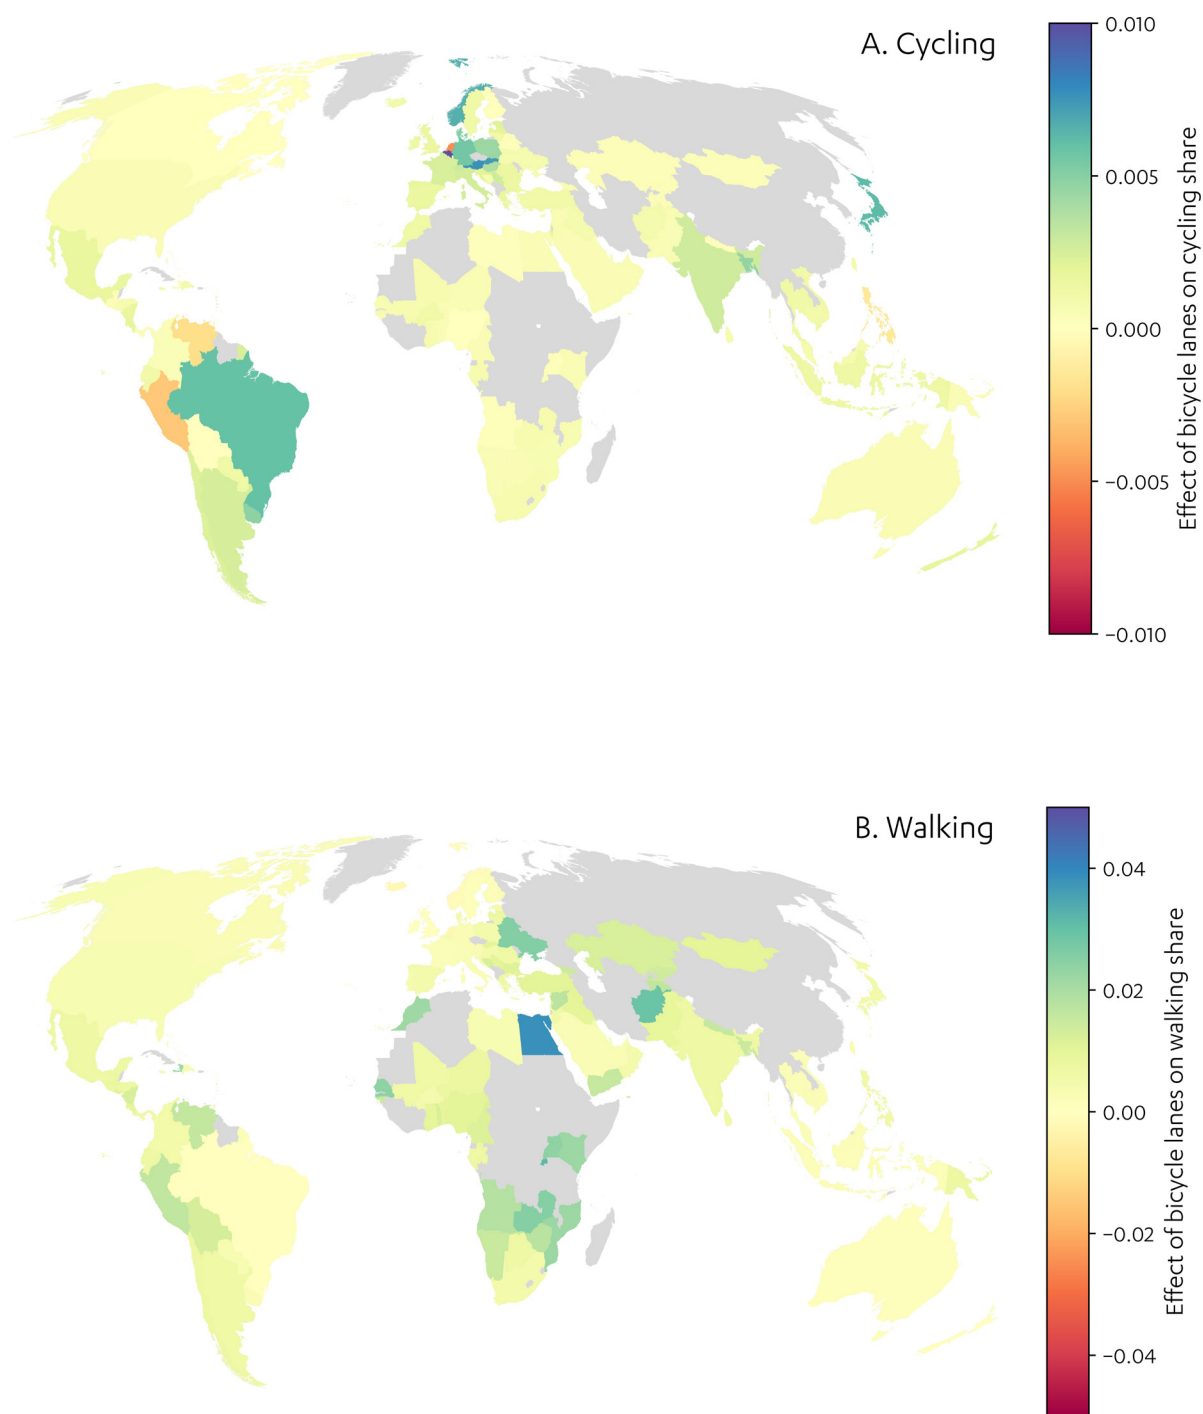 A. Cycling
0.010
0.005
0.000
−0.005
−0.010
Effect of bicycle lanes on cycling share
B. Walking
0.04
0.02
0.00
−0.02
−0.04
Effect of bicycle lanes on walking share